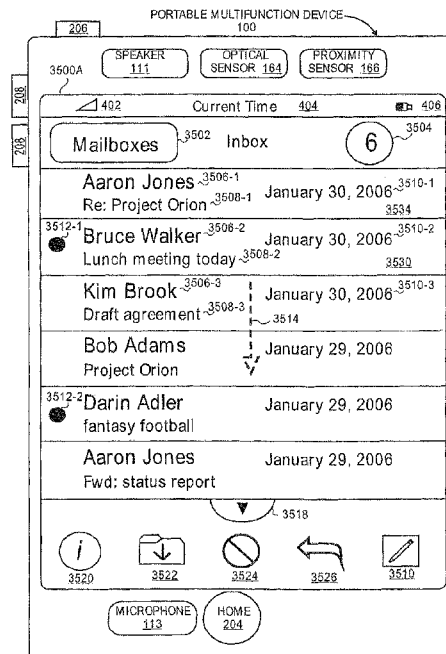 PORTABLE MULTIFUNCTION DEVICE
100
206
SPEAKER
111
OPTICAL
SENSOR 164
PROXIMITY
SENSOR 166
3500A
208
208
402 Current Time 404 406
Mailboxes 3502 Inbox 6 3504
Aaron Jones 3506-1 January 30, 2006 3510-1
Re: Project Orion 3508-1 3534
3512-1 Bruce Walker 3506-2 January 30, 2006 3510-2
Lunch meeting today 3508-2 3530
Kim Brook 3506-3 January 30, 2006 3510-3
Draft agreement 3508-3 3514
Bob Adams January 29, 2006
Project Orion
3512-2 Darin Adler January 29, 2006
fantasy football
Aaron Jones January 29, 2006
Fwd: status report
3518
i
3520 3522 3524 3526 3510
MICROPHONE
113
HOME
204